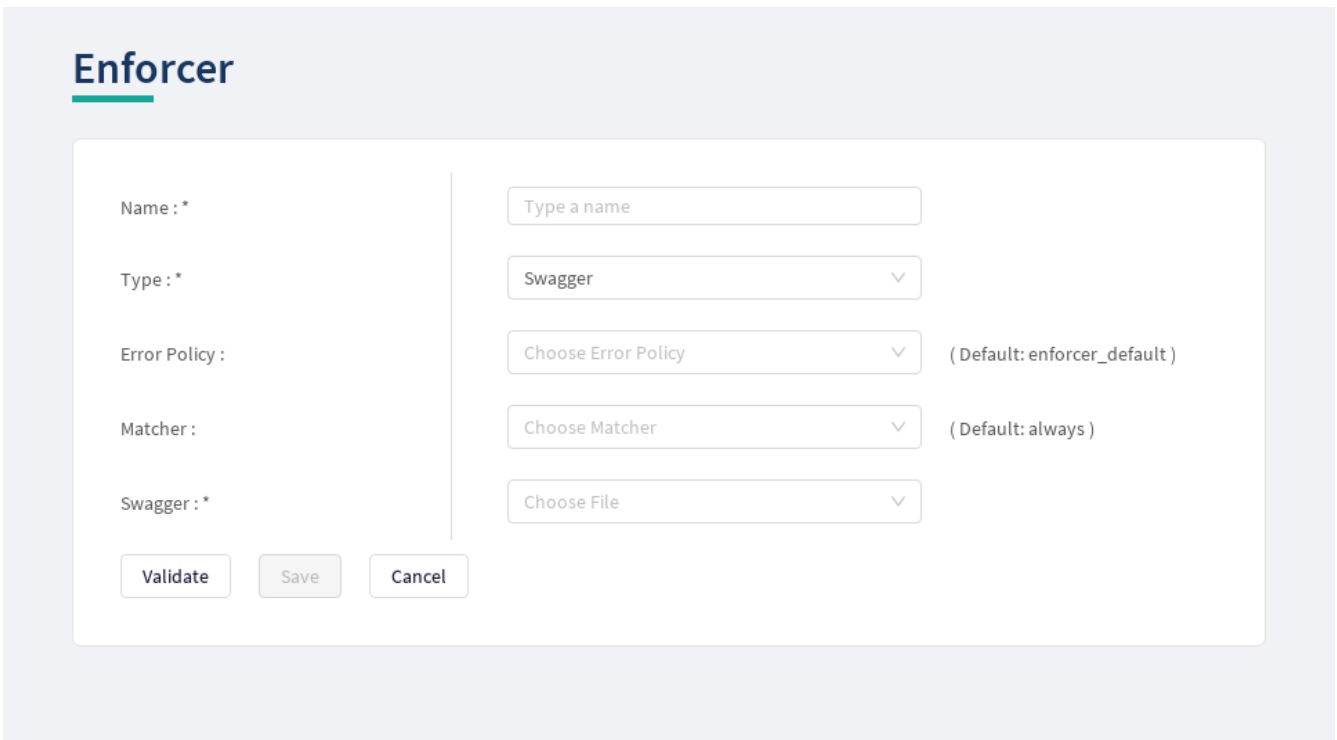 Enforcer
Name : * Type a name
Type : * Swagger
Error Policy : Choose Error Policy ( Default: enforcer_default )
Matcher : Choose Matcher ( Default: always )
Swagger : * Choose File
Validate Save Cancel